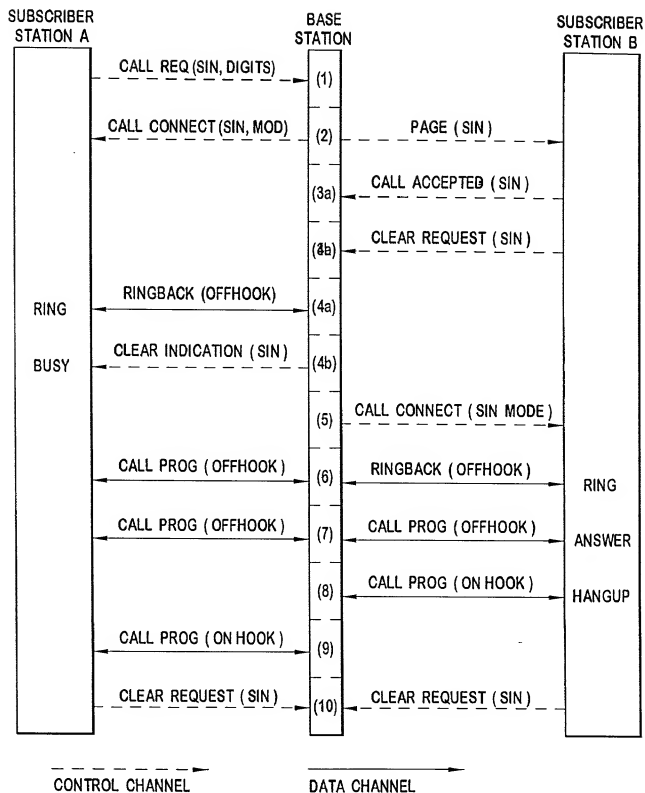 SUBSCRIBER
STATION A
BASE
STATION
SUBSCRIBER
STATION B
CALL REQ (SIN, DIGITS)
(1)
CALL CONNECT (SIN, MOD)
(2)
PAGE (SIN)
(3a)
CALL ACCEPTED (SIN)
CLEAR REQUEST (SIN)
RING
RINGBACK (OFFHOOK)
(4a)
BUSY
CLEAR INDICATION (SIN)
(4b)
(5)
CALL CONNECT (SIN MODE)
CALL PROG (OFFHOOK)
(6)
RINGBACK (OFFHOOK)
RING
CALL PROG (OFFHOOK)
(7)
CALL PROG (OFFHOOK)
ANSWER
(8)
CALL PROG (ON HOOK)
HANGUP
CALL PROG (ON HOOK)
(9)
CLEAR REQUEST (SIN)
(10)
CLEAR REQUEST (SIN)
CONTROL CHANNEL
DATA CHANNEL